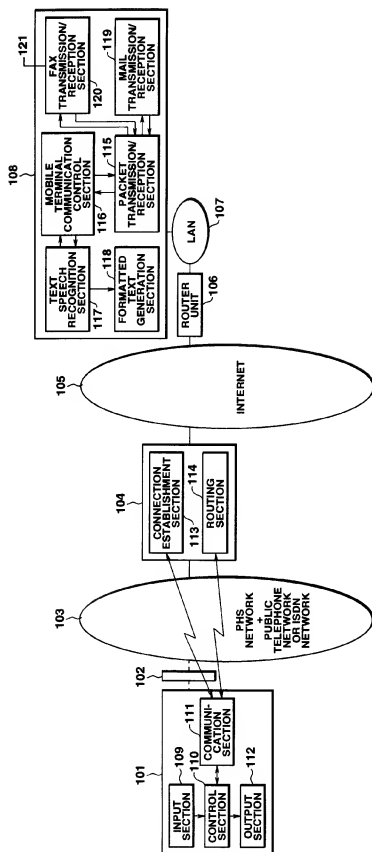 101
109
INPUT SECTION
110
CONTROL
SECTION
111
COMMUNI-
CATION
SECTION
OUTPUT SECTION
112
102
103
PHS
NETWORK
+
PUBLIC
TELEPHONE
NETWORK
OR ISDN
NETWORK
104
CONNECTION
ESTABLISHMENT
SECTION
113
114
ROUTING
SECTION
105
INTERNET
106
ROUTER
UNIT
107
LAN
108
TEXT
SPEECH
RECOGNITION
SECTION
117
118
FORMATTED
TEXT
GENERATION
SECTION
MOBILE
TERMINAL
COMMUNICATION
CONTROL
SECTION
116
115
PACKET
TRANSMISSION/
RECEPTION
SECTION
121
FAX
TRANSMISSION/
RECEPTION
SECTION
120
119
MAIL
TRANSMISSION/
RECEPTION
SECTION